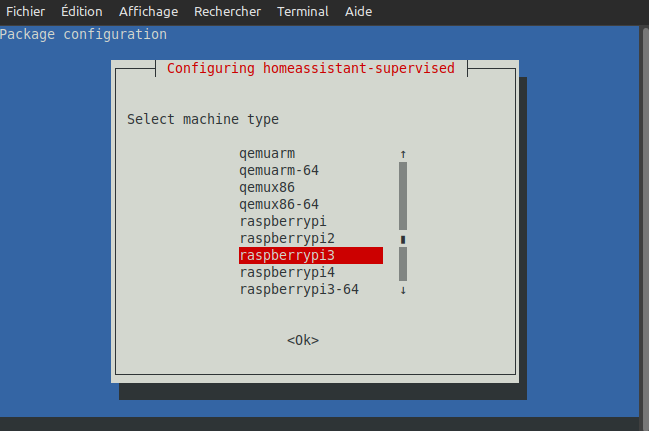 Fichier Édition Affichage Rechercher Terminal Aide
Package configuration
Configuring homeassistant-supervised
Select machine type
qemuarm
qemuarm-64
qemux86
qemux86-64
raspberrypi
raspberrypi2
raspberrypi3
raspberrypi4
raspberrypi3-64
<Ok>